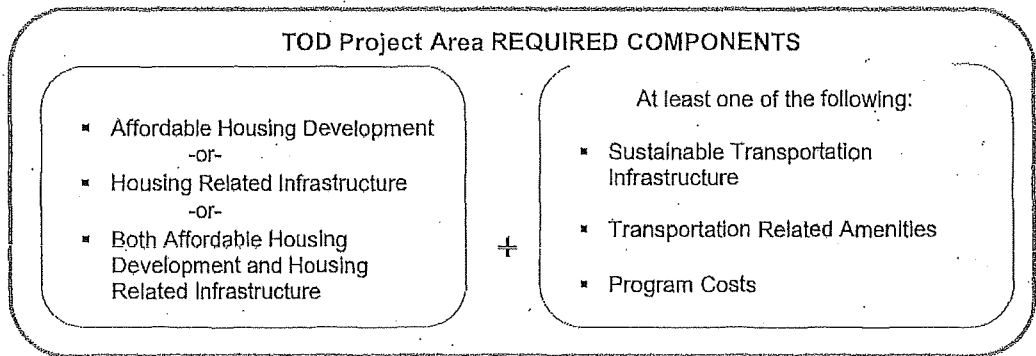 TOD Project Area REQUIRED COMPONENTS
▪ Affordable Housing Development
-or-
▪ Housing Related Infrastructure
-or-
▪ Both Affordable Housing
Development and Housing
Related Infrastructure
+
At least one of the following:
▪ Sustainable Transportation
Infrastructure
▪ Transportation Related Amenities
▪ Program Costs